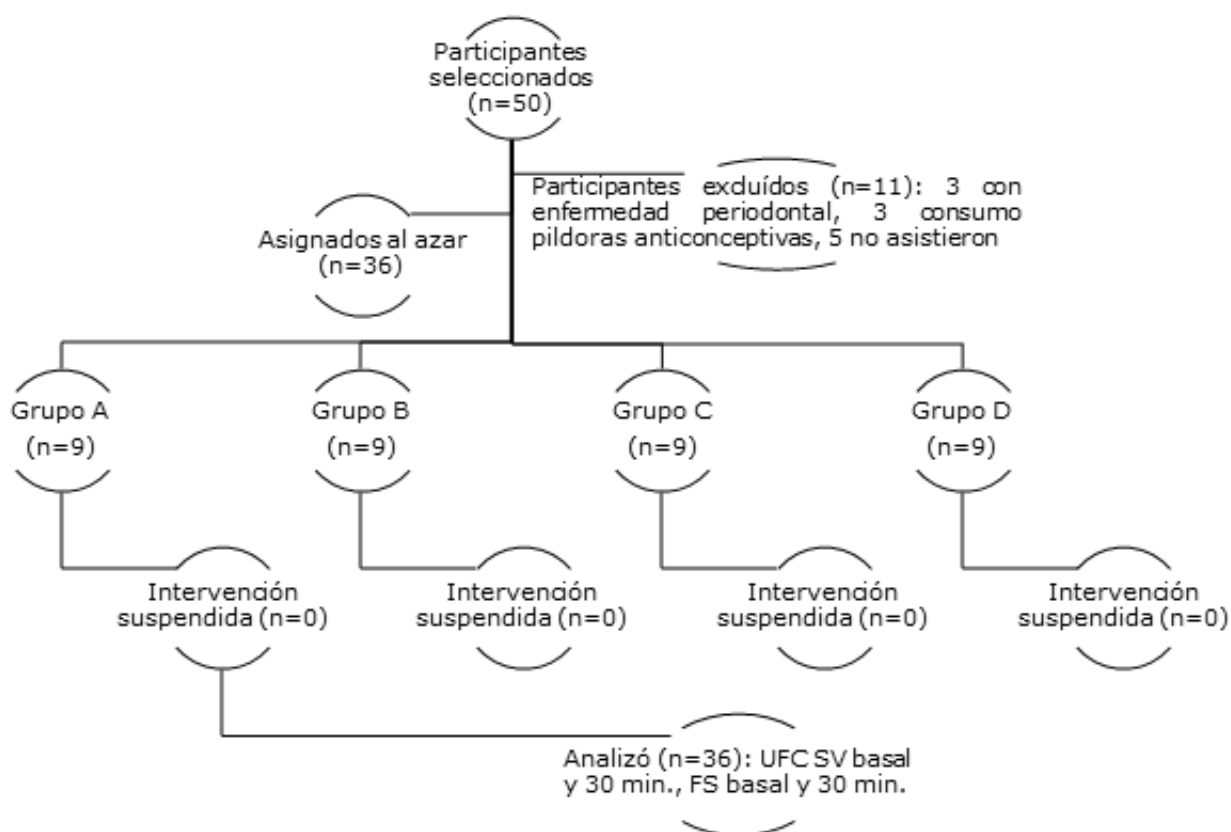 Participantes
seleccionados
(n=50)
Participantes excluídos (n=11): 3 con
enfermedad periodontal, 3 consumo
pildoras anticonceptivas, 5 no asistieron
Asignados al azar
(n=36)
Grupo A
(n=9)
Grupo B
(n=9)
Grupo C
(n=9)
Grupo D
(n=9)
Intervención
suspendida (n=0)
Intervención
suspendida (n=0)
Intervención
suspendida (n=0)
Intervención
suspendida (n=0)
Analizó (n=36): UFC SV basal
y 30 min., FS basal y 30 min.